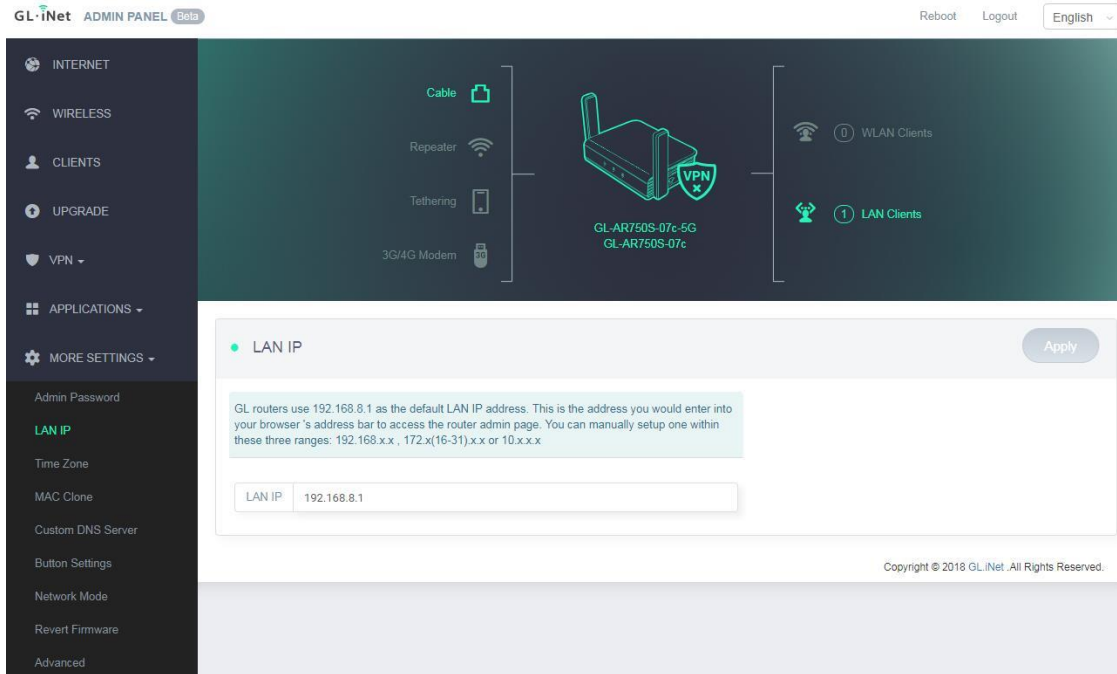 GL·iNet ADMIN PANEL Beta
Reboot Logout English
INTERNET
WIRELESS
CLIENTS
UPGRADE
VPN
APPLICATIONS
MORE SETTINGS
Admin Password
LAN IP
Time Zone
MAC Clone
Custom DNS Server
Button Settings
Network Mode
Revert Firmware
Advanced
Cable
Repeater
Tethering
3G/4G Modem
3G
VPN
GL-AR750S-07c-5G
GL-AR750S-07c
0 WLAN Clients
1 LAN Clients
LAN IP
Apply
GL routers use 192.168.8.1 as the default LAN IP address. This is the address you would enter into
your browser 's address bar to access the router admin page. You can manually setup one within
these three ranges: 192.168.x.x , 172.x(16-31).x.x or 10.x.x.x
LAN IP 192.168.8.1
Copyright © 2018 GL.iNet .All Rights Reserved.